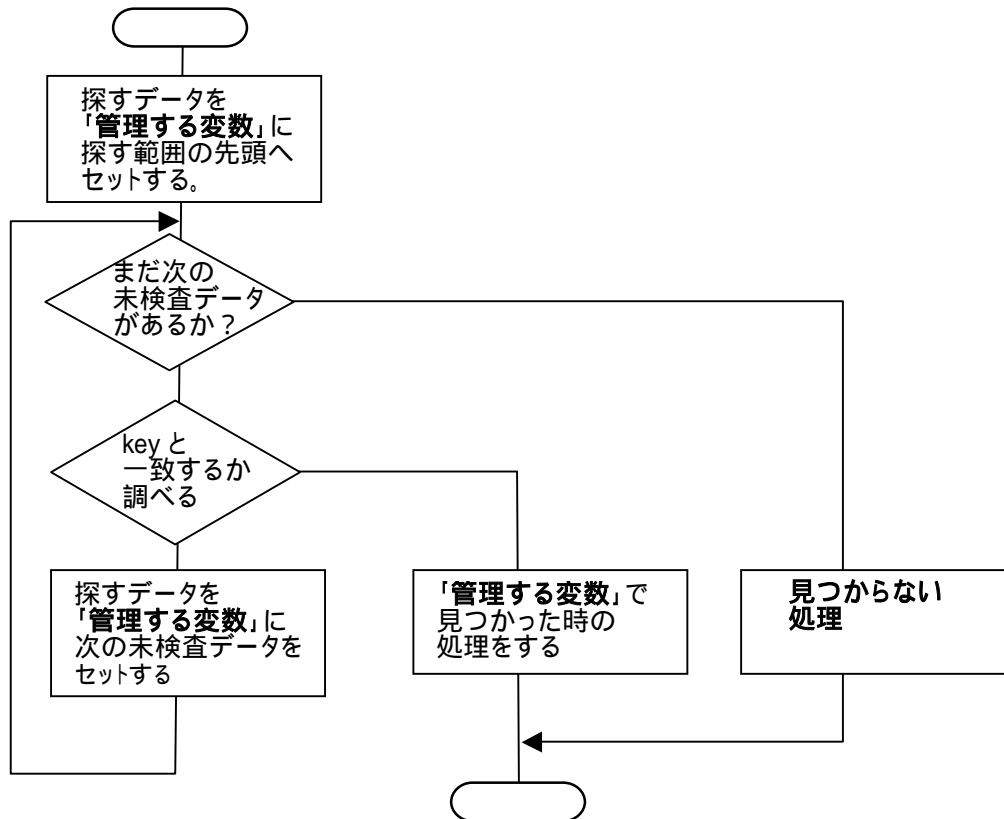 探すデータを
「管理する変数」に
探す範囲の先頭へ
セットする。
まだ次の
未検査データ
があるか？
keyと
一致するか
調べる
探すデータを
「管理する変数」に
次の未検査データを
セットする
「管理する変数」で
見つかった時の
処理をする
見つからない
処理